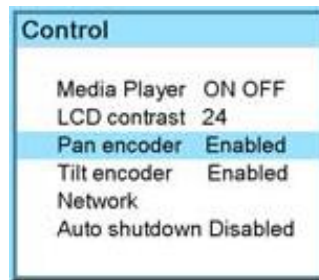 Control
Media Player ON OFF
LCD contrast 24
Pan encoder Enabled
Tilt encoder Enabled
Network
Auto shutdown Disabled